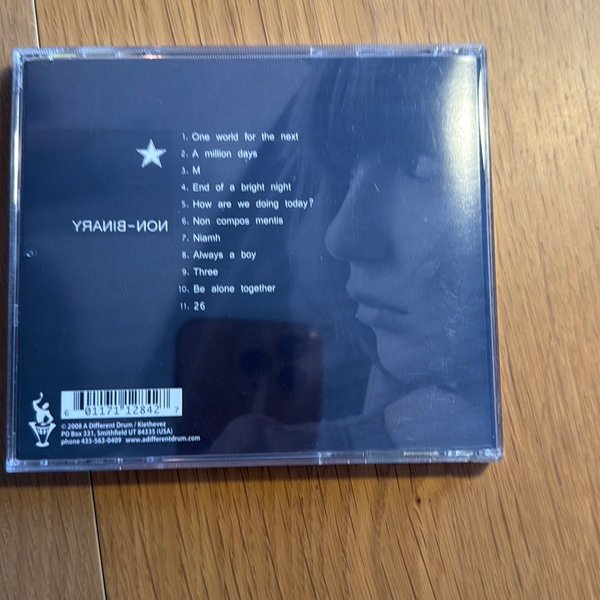 1. One world for the next
2. A million days
3. M
4. End of a bright night
5. How are we doing today?
6. Non compos mentis
7. Niamh
8. Always a boy
9. Three
10. Be alone together
11. 26
NON-BINARY
6 01171 12842 7
© 2008 A Different Drum / Kiethevez
PO Box 331, Smithfield UT 84335 (USA)
phone 435-563-0409 www.adifferentdrum.com